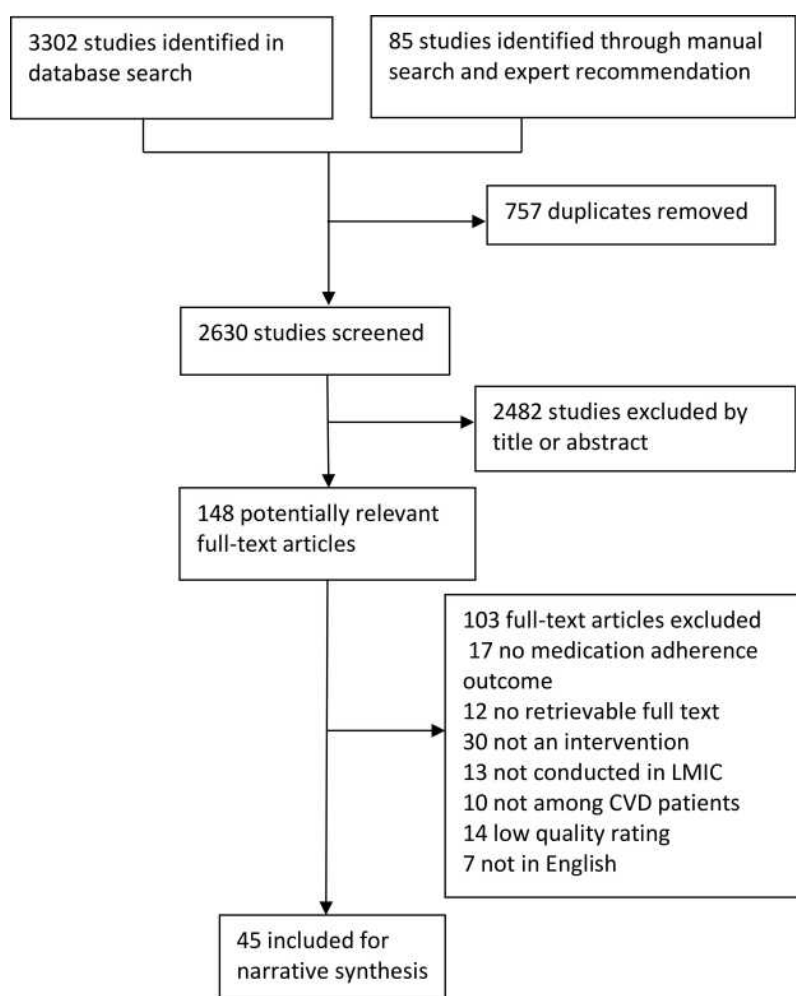 3302 studies identified in
database search
85 studies identified through manual
search and expert recommendation
757 duplicates removed
2630 studies screened
2482 studies excluded by
title or abstract
148 potentially relevant
full-text articles
103 full-text articles excluded
17 no medication adherence
outcome
12 no retrievable full text
30 not an intervention
13 not conducted in LMIC
10 not among CVD patients
14 low quality rating
7 not in English
45 included for
narrative synthesis